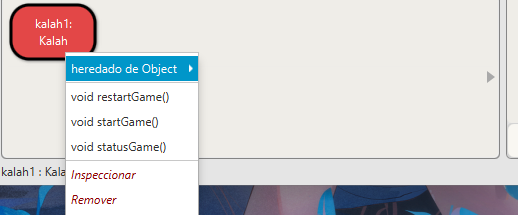 kalah1:
Kalah
heredado de Object
void restartGame()
void startGame()
void statusGame()
Inspeccionar
kalah1 : Kala
Remover